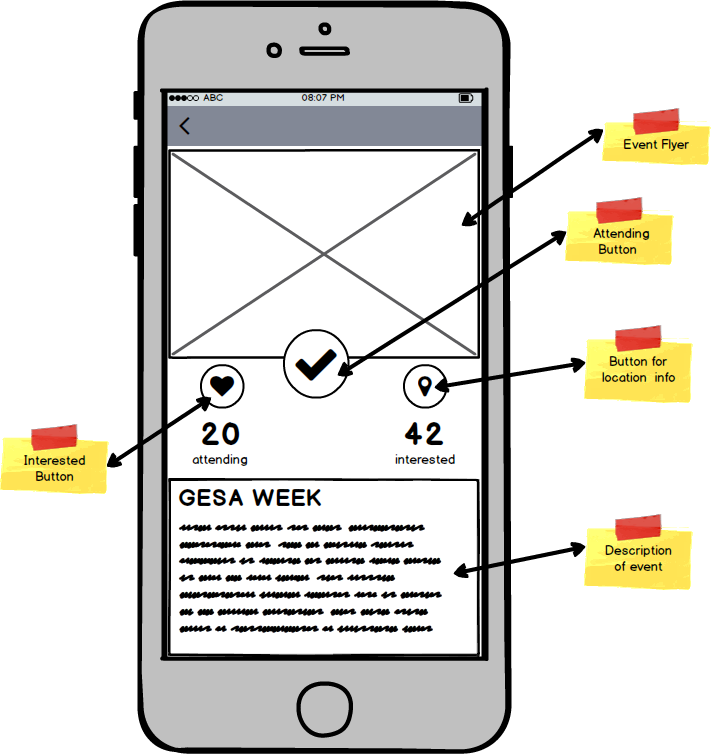 ABC 08:07 PM
Event Flyer
Attending
Button
Button for
location info
20 42
attending interested
Interested
Button
GESA WEEK
Description
of event